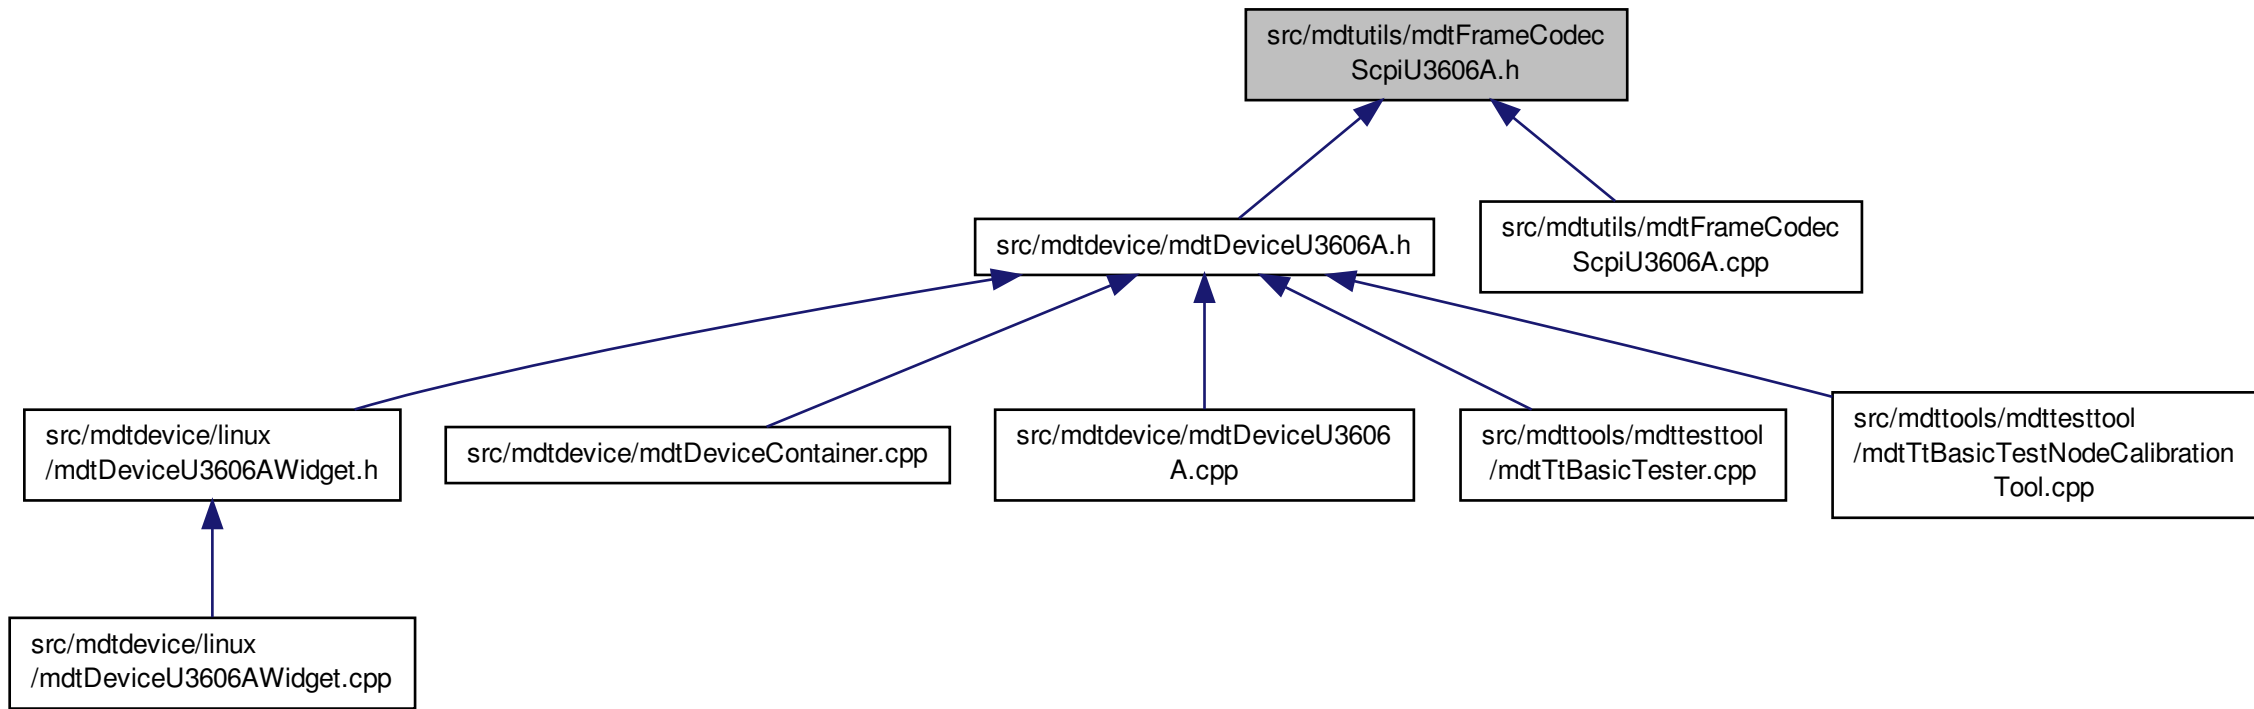 src/mdtutils/mdtFrameCodec
ScpiU3606A.h
src/mdtdevice/mdtDeviceU3606A.h
src/mdtutils/mdtFrameCodec
ScpiU3606A.cpp
src/mdtdevice/linux
/mdtDeviceU3606AWidget.h
src/mdtdevice/mdtDeviceContainer.cpp
src/mdtdevice/mdtDeviceU3606
A.cpp
src/mdttools/mdttesttool
/mdtTtBasicTester.cpp
src/mdttools/mdttesttool
/mdtTtBasicTestNodeCalibration
Tool.cpp
src/mdtdevice/linux
/mdtDeviceU3606AWidget.cpp